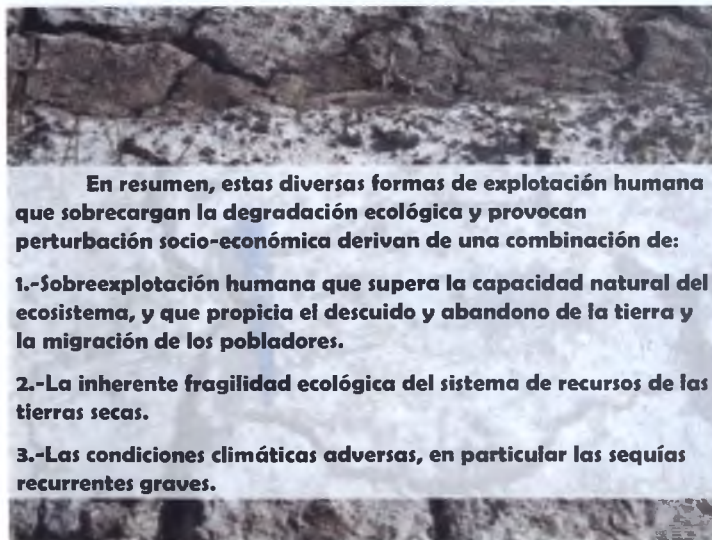 En resumen, estas diversas formas de explotación humana
que sobrecargan la degradación ecológica y provocan
perturbación socio-económica derivan de una combinación de:
1.-Sobreexplotación humana que supera la capacidad natural del
ecosistema, y que propicia el descuido y abandono de la tierra y
la migración de los pobladores.
2.-La inherente fragilidad ecológica del sistema de recursos de las
tierras secas.
3.-Las condiciones climáticas adversas, en particular las sequías
recurrentes graves.